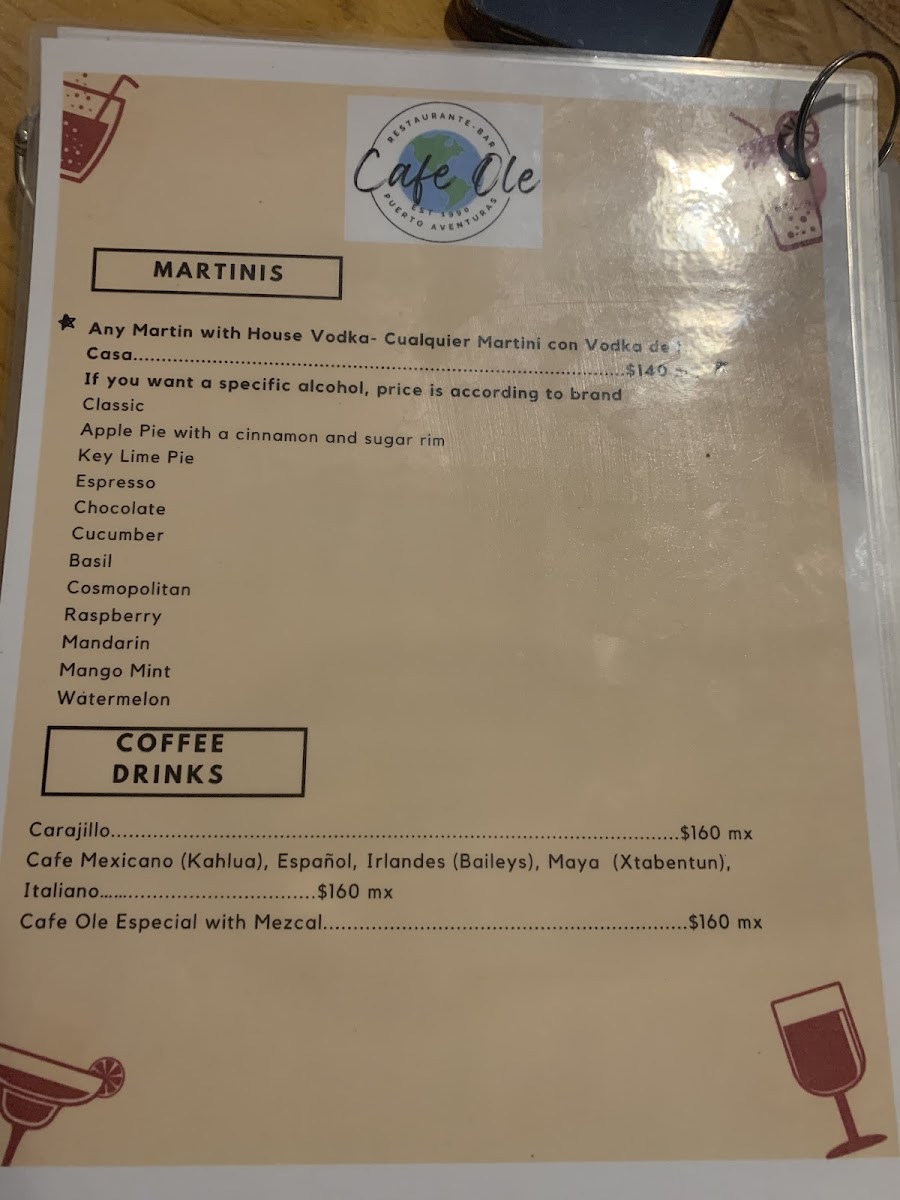 RESTAURANTE-BAR
Cafe Ole
EST 1990
PUERTO AVENTURAS
MARTINIS
Any Martin with House Vodka- Cualquier Martini con Vodka de
Casa...........................................................................................$140
If you want a specific alcohol, price is according to brand
Classic
Apple Pie with a cinnamon and sugar rim
Key Lime Pie
Espresso
Chocolate
Cucumber
Basil
Cosmopolitan
Raspberry
Mandarin
Mango Mint
Watermelon
COFFEE
DRINKS
Carajillo.............................................................................................$160 mx
Cafe Mexicano (Kahlua), Español, Irlandes (Baileys), Maya (Xtabentun),
Italiano...................................$160 mx
Cafe Ole Especial with Mezcal............................................................$160 mx